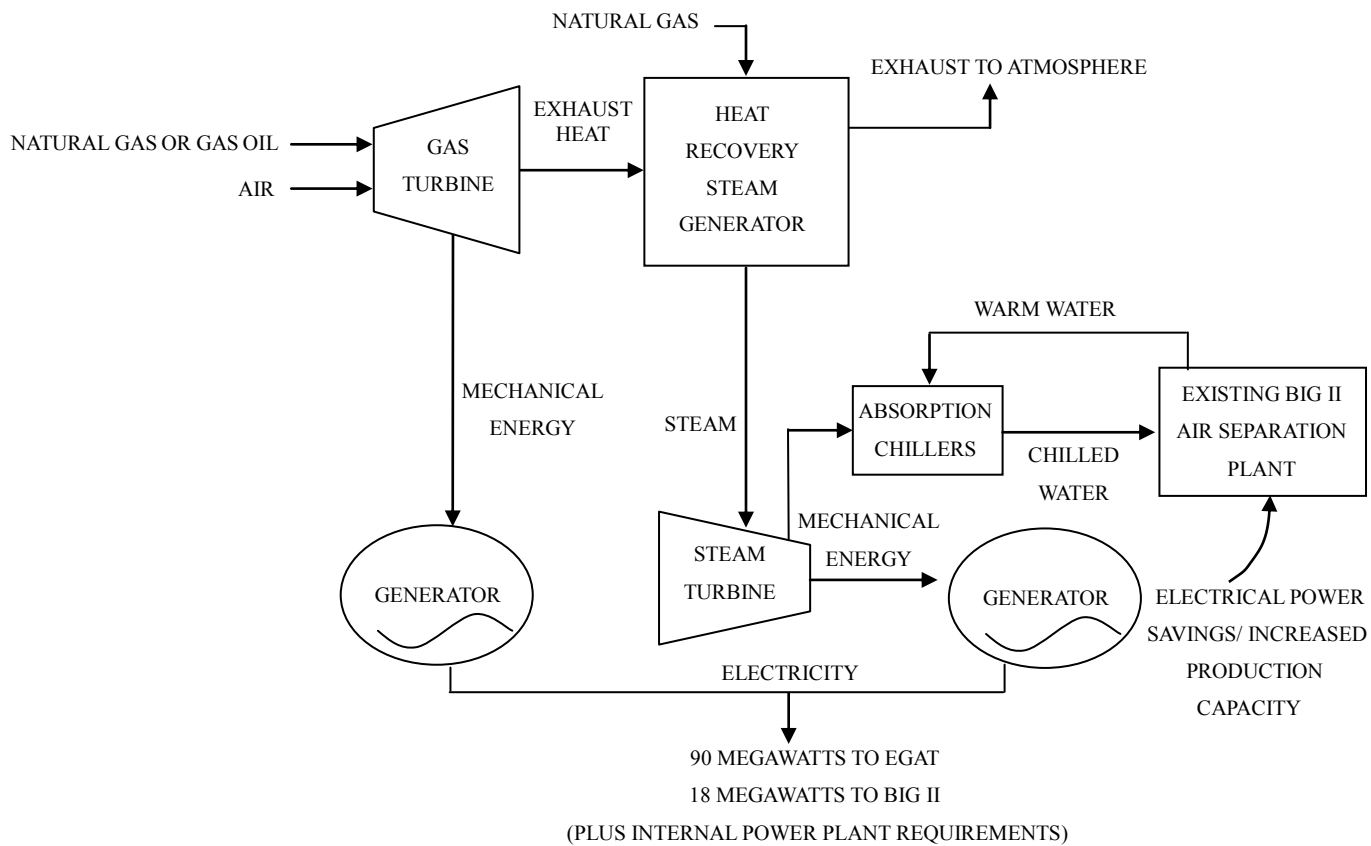 NATURAL GAS
EXHAUST TO ATMOSPHERE
EXHAUST
HEAT
HEAT
RECOVERY
STEAM
GENERATOR
NATURAL GAS OR GAS OIL
AIR
GAS
TURBINE
WARM WATER
MECHANICAL
ENERGY
STEAM
ABSORPTION
CHILLERS
CHILLED
WATER
EXISTING BIG II
AIR SEPARATION
PLANT
STEAM
TURBINE
MECHANICAL
ENERGY
GENERATOR
GENERATOR
ELECTRICAL POWER
SAVINGS/ INCREASED
PRODUCTION
CAPACITY
ELECTRICITY
90 MEGAWATTS TO EGAT
18 MEGAWATTS TO BIG II
(PLUS INTERNAL POWER PLANT REQUIREMENTS)